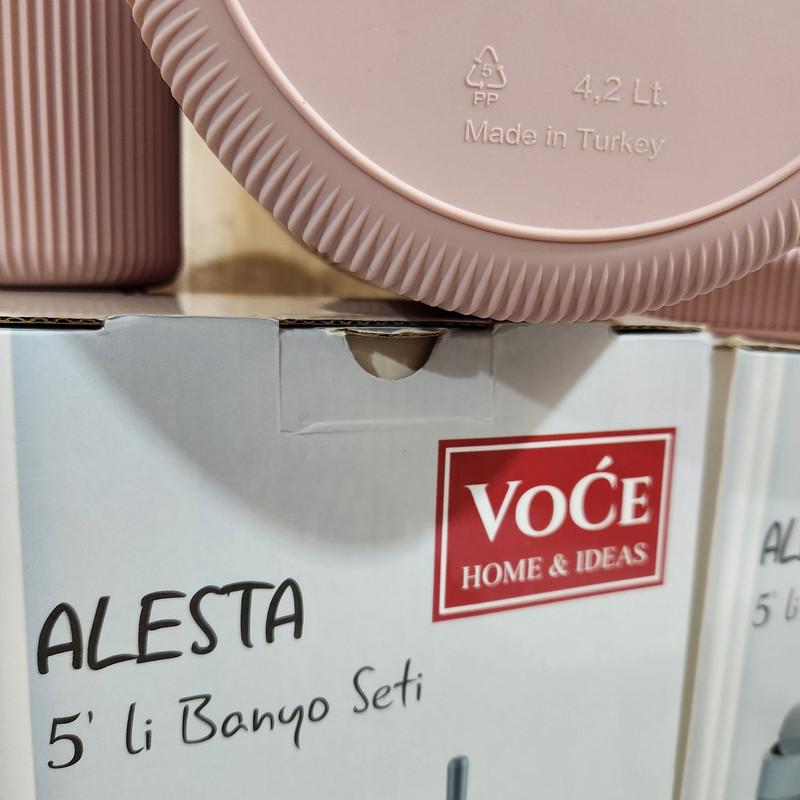 5
PP
4,2 Lt.
Made in Turkey
VOĆE
HOME & IDEAS
ALESTA
5' li Banyo Seti